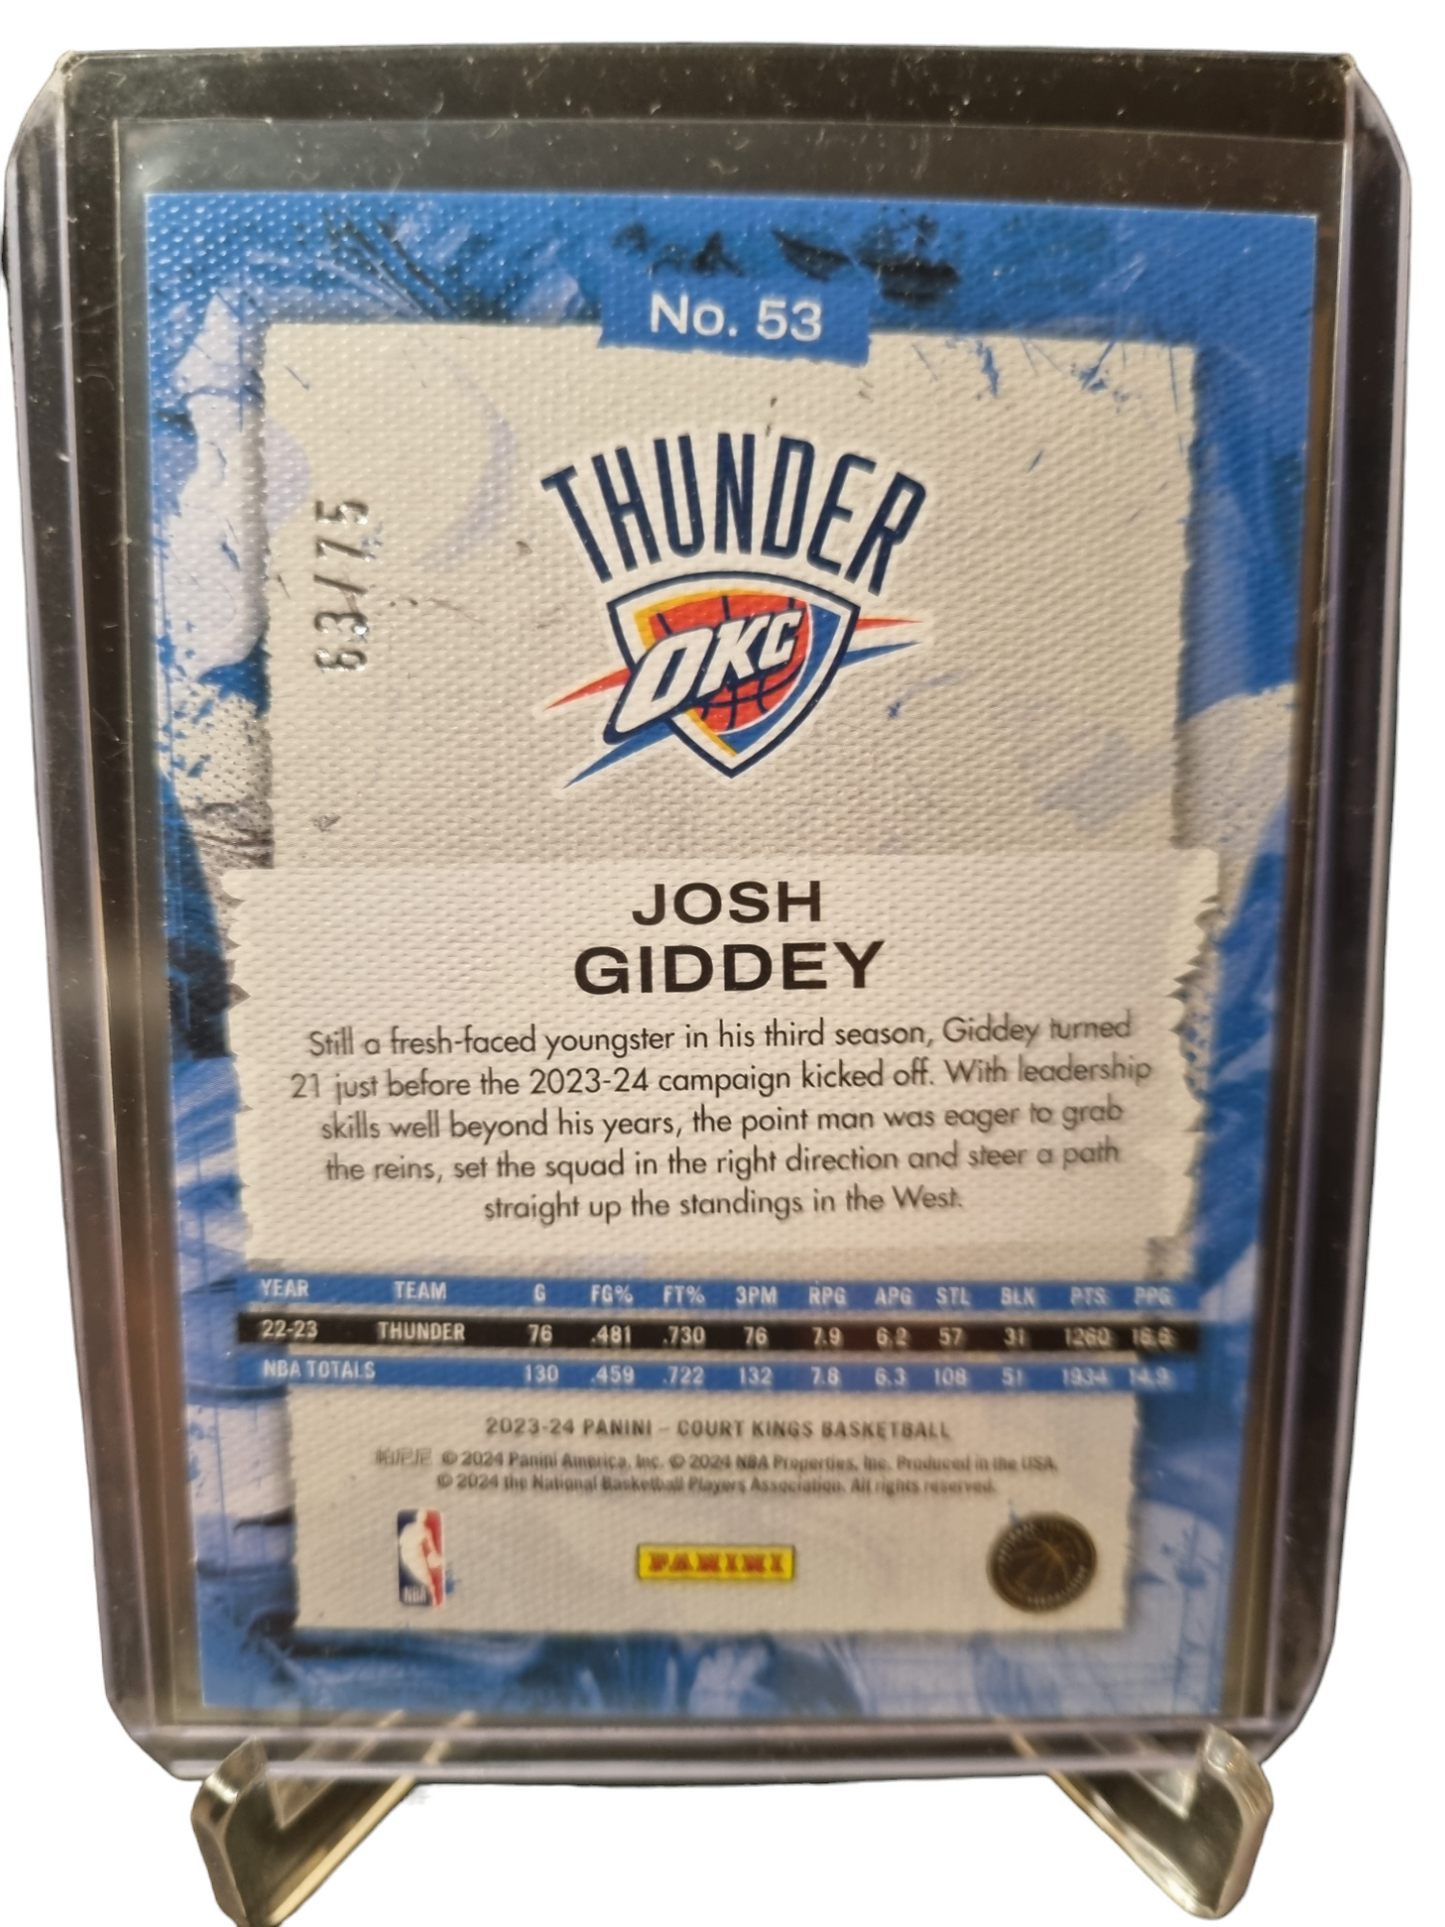 No. 53
63/75
THUNDER
OKC
JOSH
GIDDEY
Still a fresh-faced youngster in his third season, Giddey turned
21 just before the 2023-24 campaign kicked off. With leadership
skills well beyond his years, the point man was eager to grab
the reins, set the squad in the right direction and steer a path
straight up the standings in the West.
YEAR TEAM G FG% FT% 3PM RPG APG STL BLK PTS PPG
22-23 THUNDER 76 .481 .730 76 7.9 6.2 57 31 1260 16.6
NBA TOTALS 130 .459 .722 132 7.8 6.3 108 51 1934 14.9
2023-24 PANINI – COURT KINGS BASKETBALL
帕尼尼 © 2024 Panini America, Inc. © 2024 NBA Properties, Inc. Produced in the USA.
© 2024 the National Basketball Players Association. All rights reserved.
NBA
PANINI